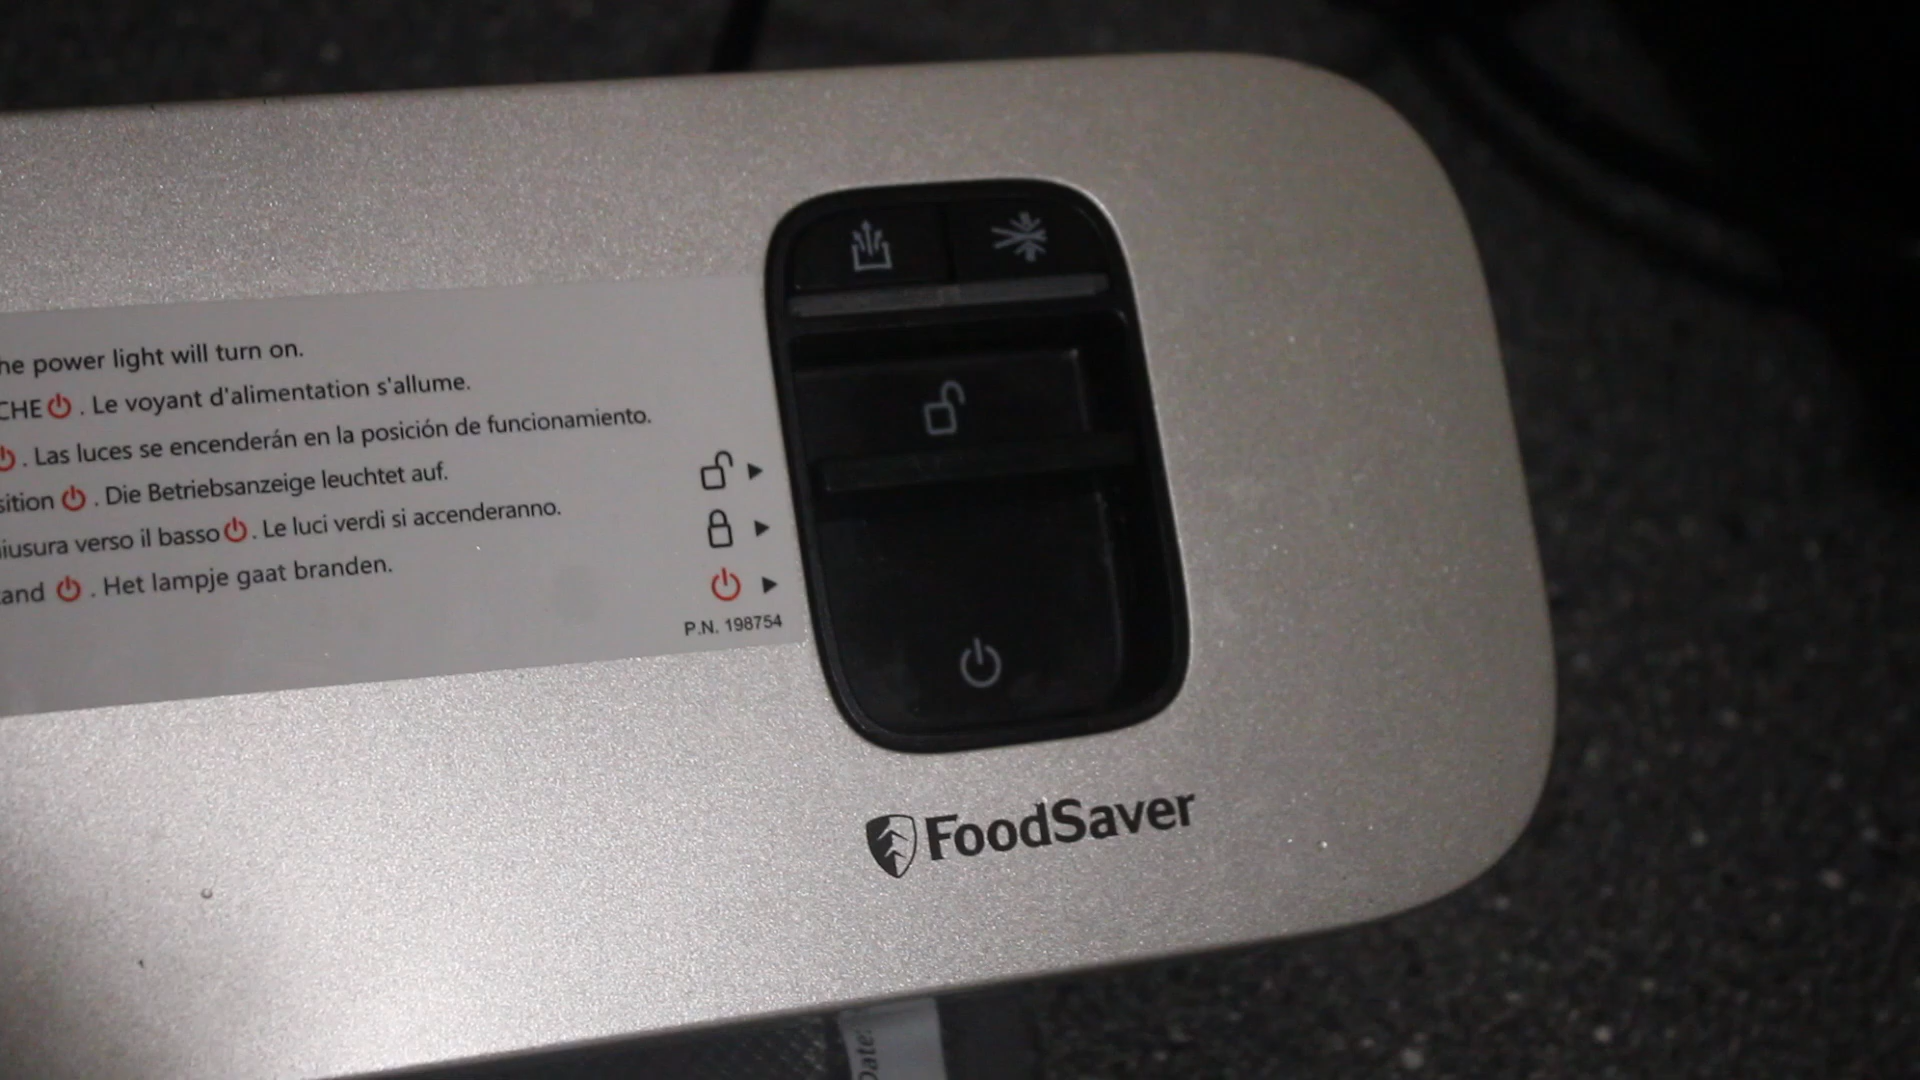 he power light will turn on.
CHE . Le voyant d'alimentation s'allume.
. Las luces se encenderán en la posición de funcionamiento.
sition . Die Betriebsanzeige leuchtet auf.
iusura verso il basso . Le luci verdi si accenderanno.
and . Het lampje gaat branden.
P.N. 198754
FoodSaver
Date: